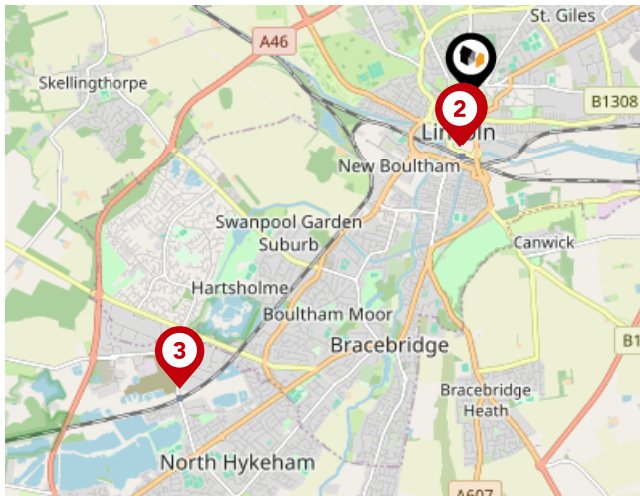 St. Giles
A46
Skellingthorpe
B1308
2
Lincoln
New Boultham
Swanpool Garden
Suburb
Canwick
Hartsholme
Boultham Moor
B1
3
Bracebridge
Bracebridge
Heath
North Hykeham
A607